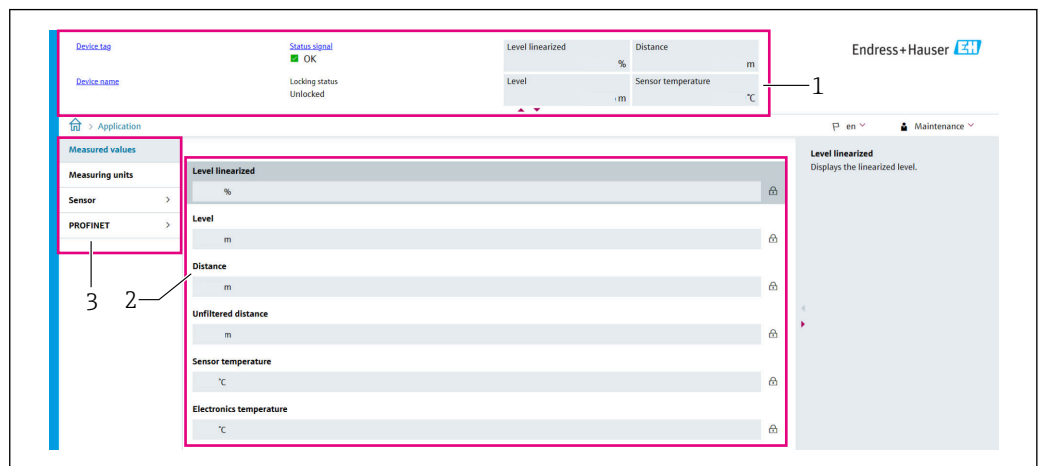 Device tag
Status signal
OK
Level linearized
%
Distance
m
Endress+Hauser EH
Device name
Locking status
Unlocked
Level
m
Sensor temperature
°C
1
> Application
en
Maintenance
Measured values
Measuring units
Sensor >
PROFINET >
3
2
Level linearized
%
Level
m
Distance
m
Unfiltered distance
m
Sensor temperature
°C
Electronics temperature
°C
Level linearized
Displays the linearized level.